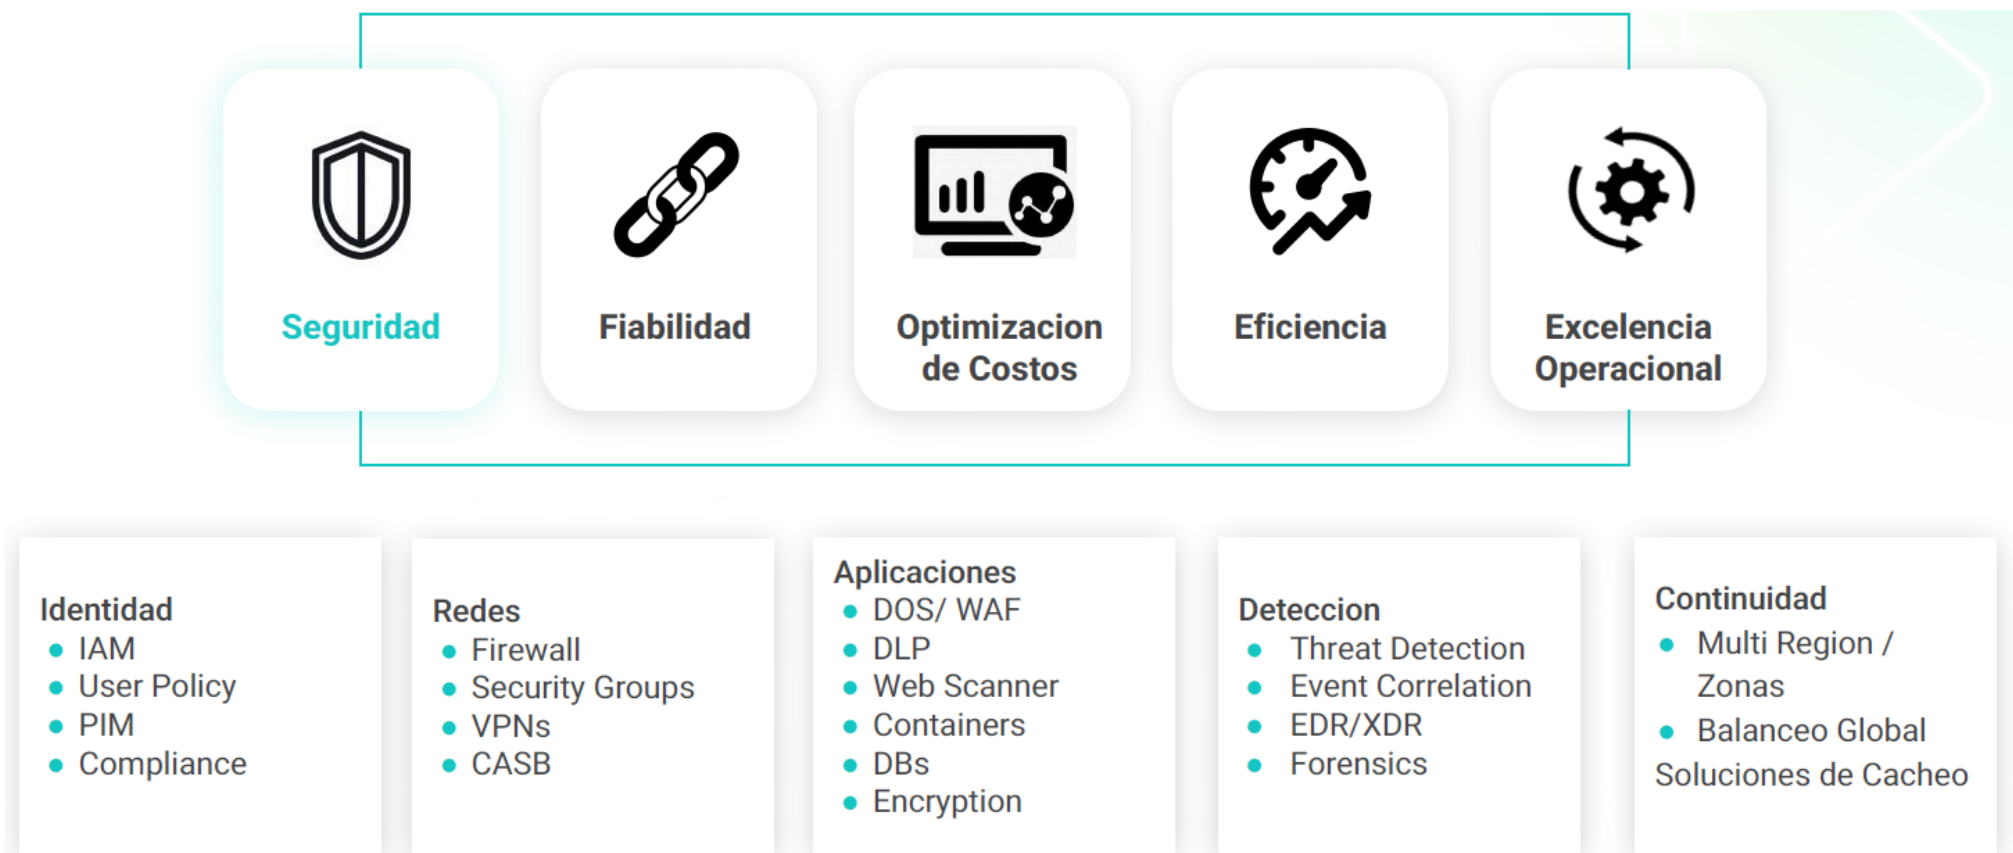 Seguridad
Fiabilidad
Optimizacion
de Costos
Eficiencia
Excelencia
Operacional
Identidad
IAM
User Policy
PIM
Compliance
Redes
Firewall
Security Groups
VPNs
CASB
Aplicaciones
DOS/ WAF
DLP
Web Scanner
Containers
DBs
Encryption
Deteccion
Threat Detection
Event Correlation
EDR/XDR
Forensics
Continuidad
Multi Region /
Zonas
Balanceo Global
Soluciones de Cacheo